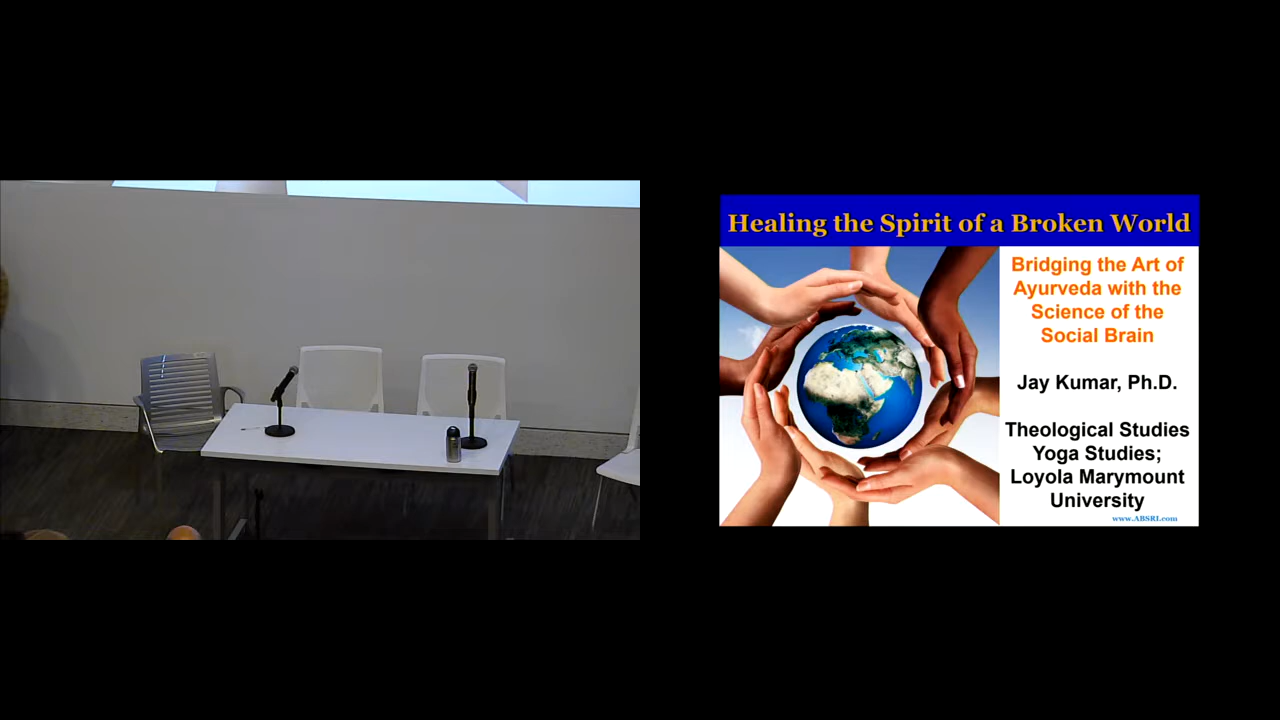 Healing the Spirit of a Broken World
Bridging the Art of
Ayurveda with the
Science of the
Social Brain
Jay Kumar, Ph.D.
Theological Studies
Yoga Studies;
Loyola Marymount
University
www.ABSRI.com